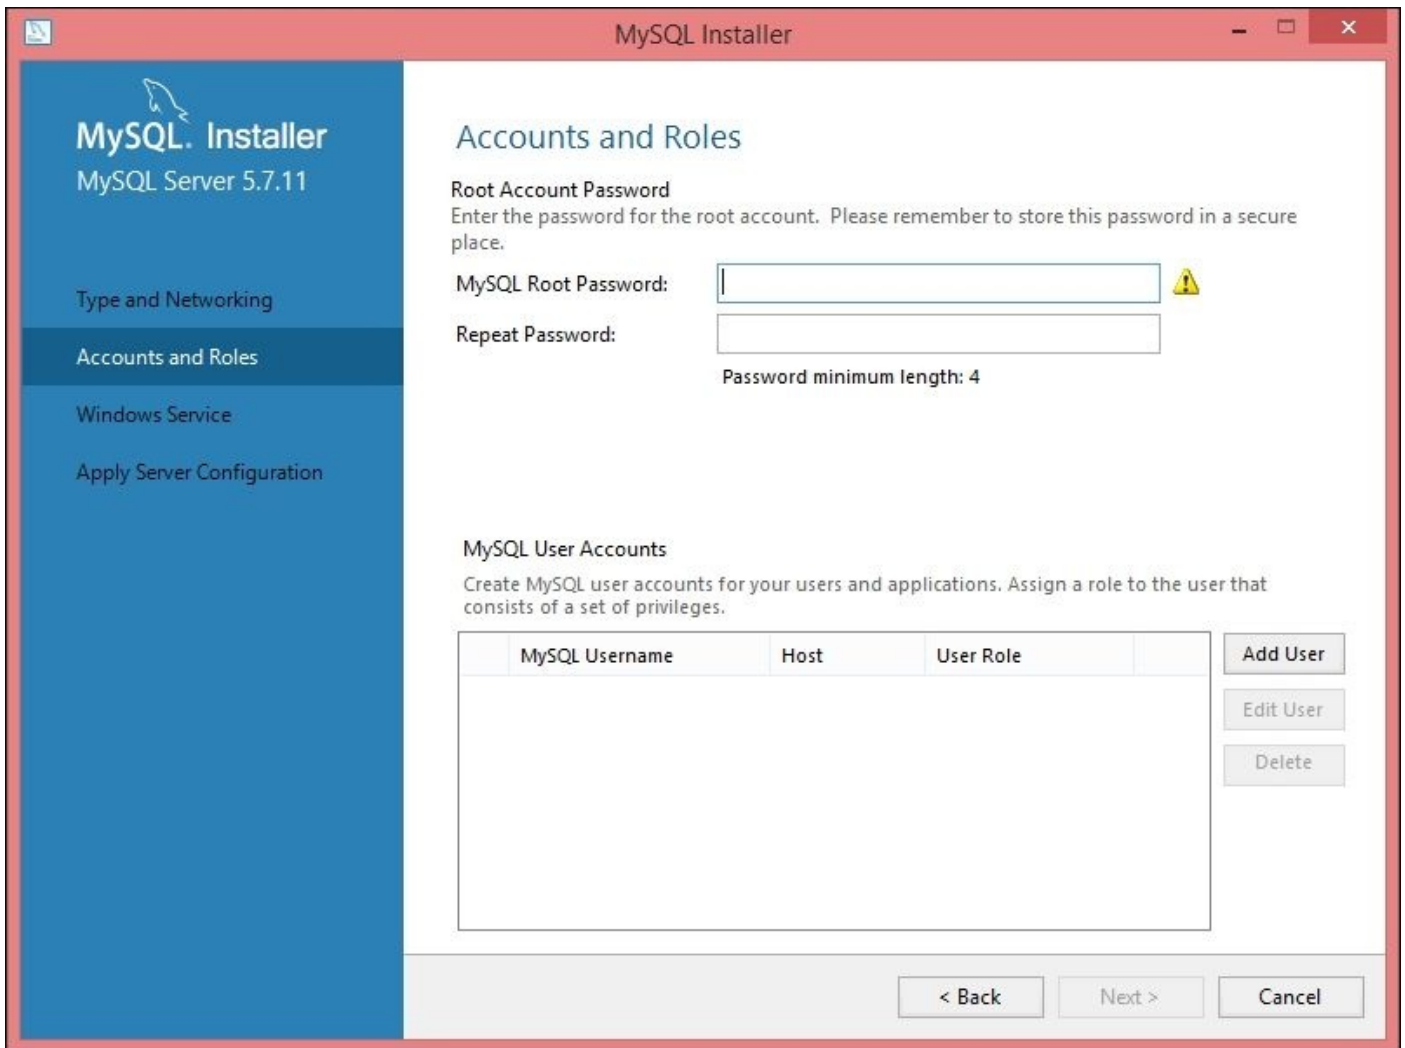 MySQL Installer
MySQL. Installer
MySQL Server 5.7.11
Type and Networking
Accounts and Roles
Windows Service
Apply Server Configuration
Accounts and Roles
Root Account Password
Enter the password for the root account.  Please remember to store this password in a secure
place.
MySQL Root Password:
Repeat Password:
Password minimum length: 4
MySQL User Accounts
Create MySQL user accounts for your users and applications. Assign a role to the user that
consists of a set of privileges.
MySQL Username Host User Role
Add User
Edit User
Delete
< Back Next > Cancel